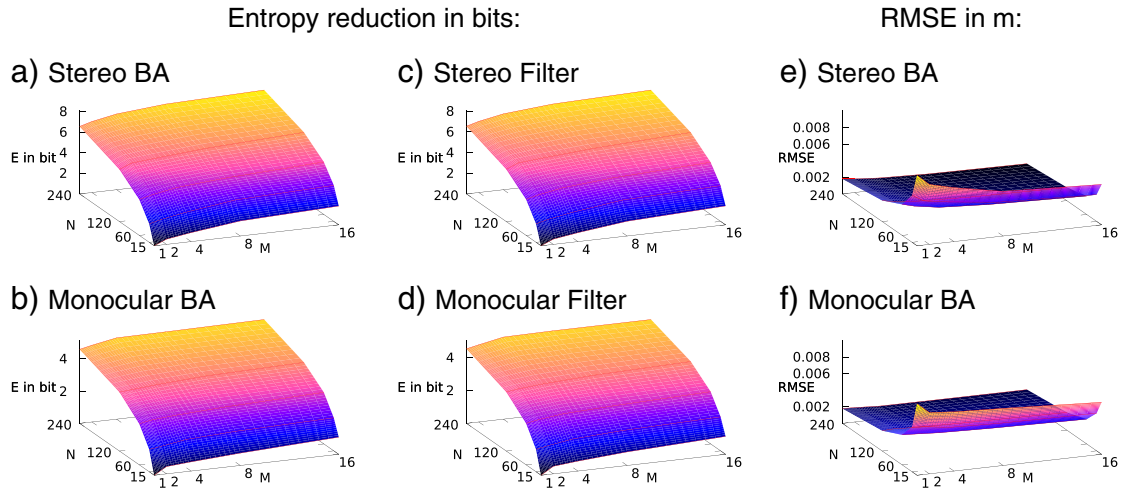 Entropy reduction in bits:
RMSE in m:
a) Stereo BA
c) Stereo Filter
e) Stereo BA
8
6
4
2
E in bit
240
N
120
60
15
1 2 4 8 M 16
8
6
4
2
E in bit
240
N
120
60
15
1 2 4 8 M 16
0.008
0.006
RMSE
0.002
240
N
120
60
15
1 2 4 8 M 16
b) Monocular BA
d) Monocular Filter
f) Monocular BA
4
E in bit
2
240
N
120
60
15
1 2 4 8 M 16
4
E in bit
2
240
N
120
60
15
1 2 4 8 M 16
0.008
0.006
RMSE
0.002
240
N
120
60
15
1 2 4 8 M 16